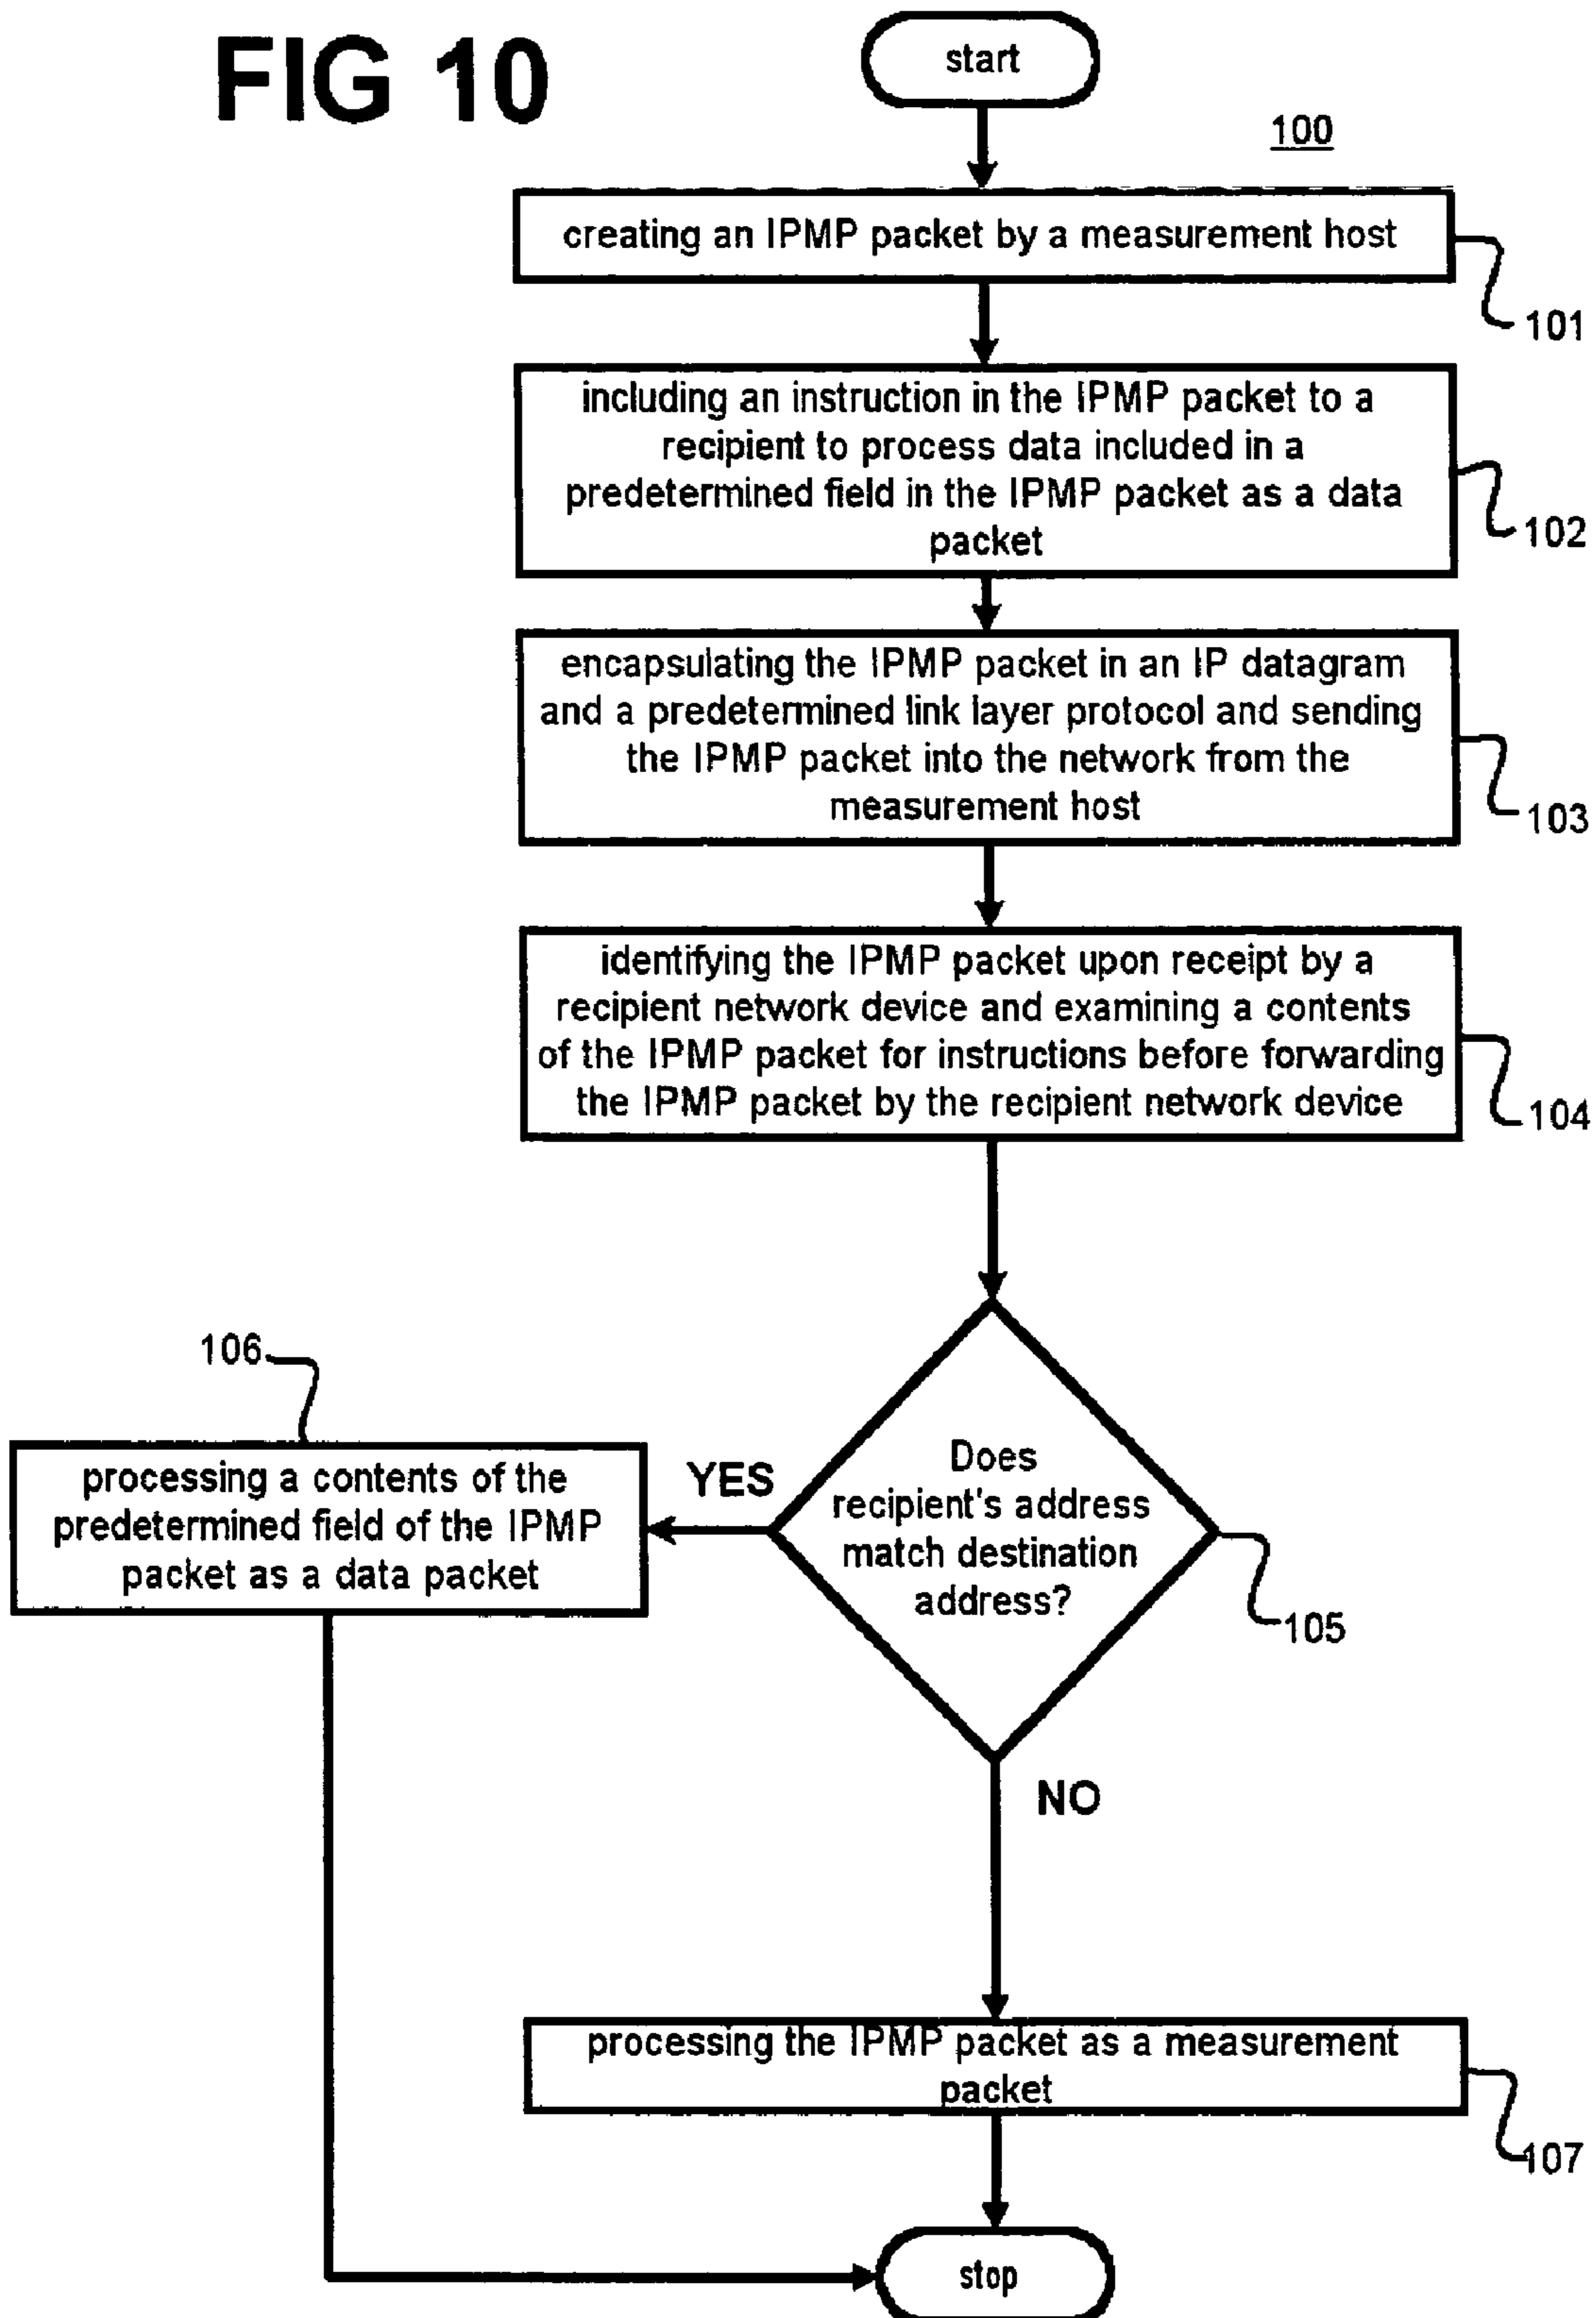 FIG 10
start
100
creating an IPMP packet by a measurement host
101
including an instruction in the IPMP packet to a
recipient to process data included in a
predetermined field in the IPMP packet as a data
packet
102
encapsulating the IPMP packet in an IP datagram
and a predetermined link layer protocol and sending
the IPMP packet into the network from the
measurement host
103
identifying the IPMP packet upon receipt by a
recipient network device and examining a contents
of the IPMP packet for instructions before forwarding
the IPMP packet by the recipient network device
104
Does
recipient's address
match destination
address?
105
YES
106
processing a contents of the
predetermined field of the IPMP
packet as a data packet
NO
processing the IPMP packet as a measurement
packet
107
stop